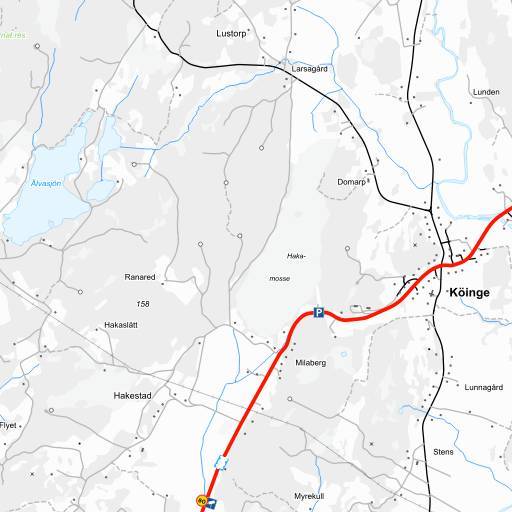 Lustorp
Larsagård
Lunden
Älvasjön
Domarp
Haka-
mosse
Ranared
Köinge
158
Hakaslätt
P
Milaberg
Hakestad
Lunnagård
Flyet
Stens
Myrekull